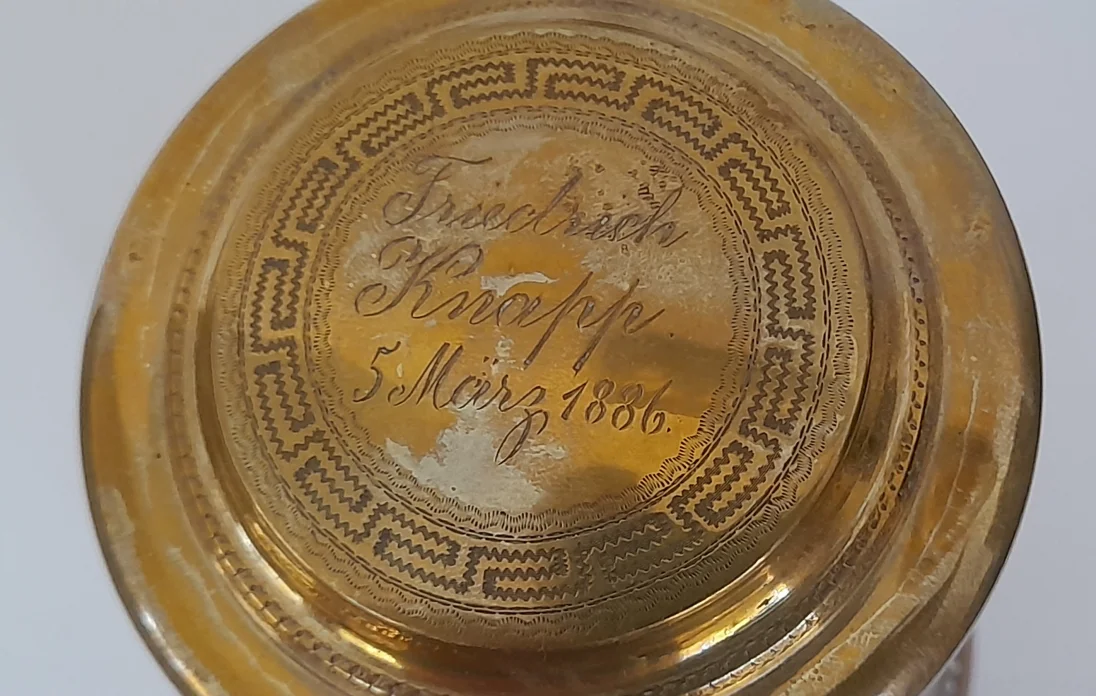 Friedrich
Knapp.
5 März 1886.